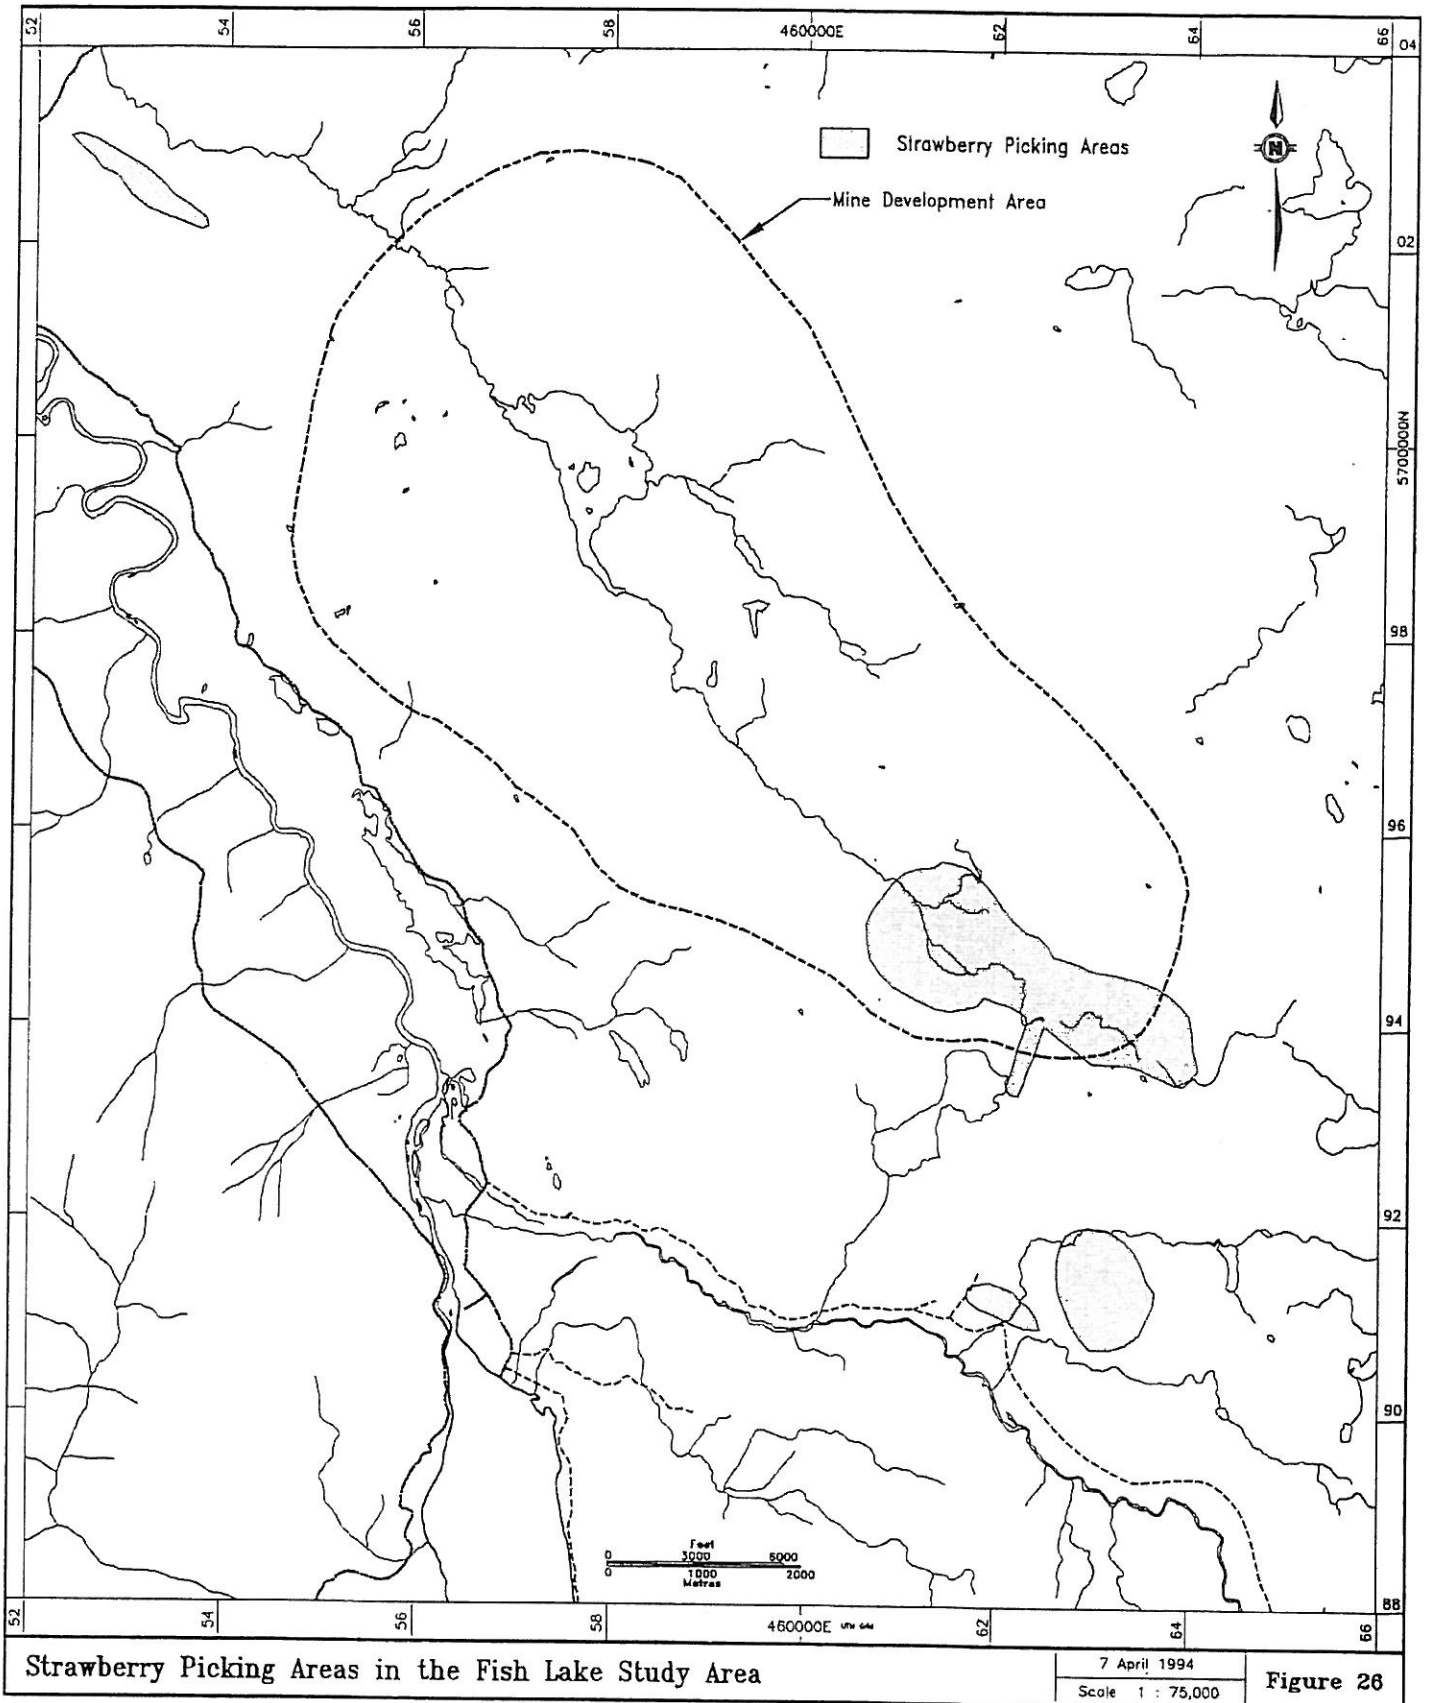 52 54 56 58 460000E 62 64 66
04
Strawberry Picking Areas
N
Mine Development Area
02
5700000N
98
96
94
92
90
88
Feet
0 3000 6000
0 1000 2000
Metres
52 54 56 58 460000E UTM Grid 62 64 66
Strawberry Picking Areas in the Fish Lake Study Area
7 April 1994
Scale 1 : 75,000
Figure 26